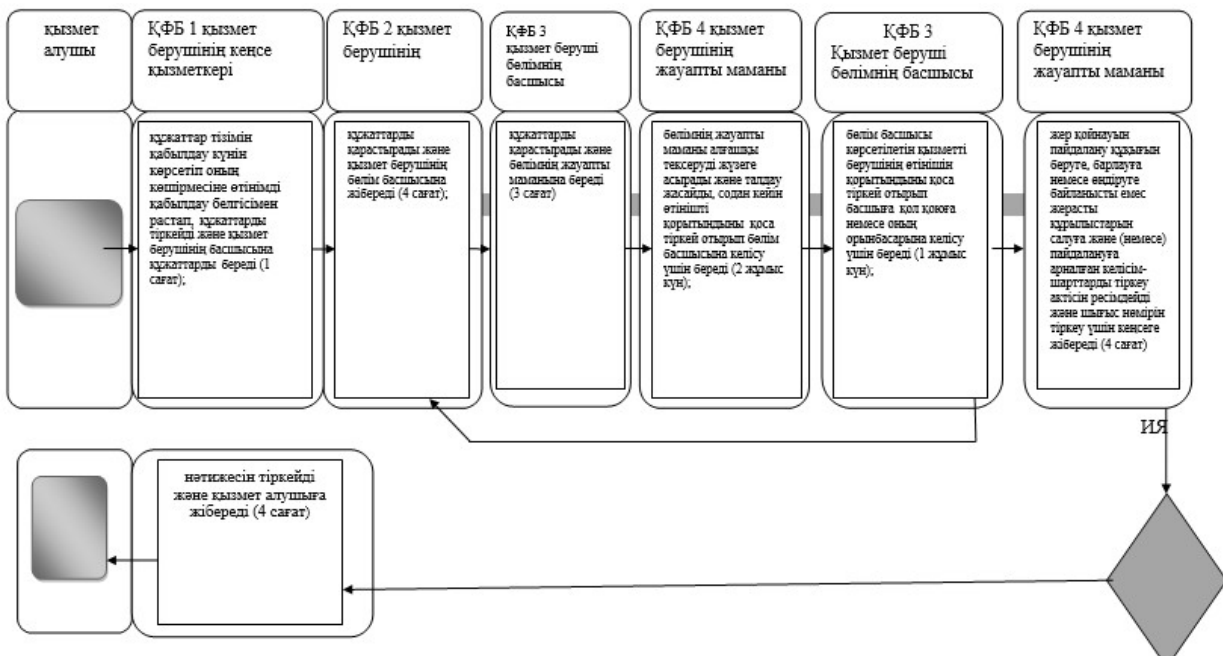 қызмет
алушы
ҚФБ 1 қызмет
берушінің кеңсе
қызметкері
ҚФБ 2 қызмет
берушінің
ҚФБ 3
қызмет беруші
бөлімнің
басшысы
ҚФБ 4 қызмет
берушінің
жауапты маманы
ҚФБ 3
Қызмет беруші
бөлімнің басшысы
ҚФБ 4 қызмет
берушінің
жауапты маманы
құжаттар тізімін
қабылдау күнін
көрсетіп оның
көшірмесіне өтінімді
қабылдау белгісімен
растап, құжаттарды
тіркейді және қызмет
берушінің басшысына
құжаттарды береді (1
сағат);
құжаттарды
қарастырады және
қызмет берушінің
бөлім басшысына
жібереді (4 сағат);
құжаттарды
қарастырады және
бөлімнің жауапты
маманына береді
(3 сағат)
бөлімнің жауапты
маманы алғашқы
тексеруді жүзеге
асырады және талдау
жасайды, содан кейін
өтінішті
қорытындыны қоса
тіркей отырып бөлім
басшысына келісу
үшін береді (2 жұмыс
күн);
бөлім басшысы
көрсетілетін қызметті
берушінің өтінішін
қорытындыны қоса
тіркей отырып
басшыға қол қоюға
немесе оның
орынбасарына келісу
үшін береді (1 жұмыс
күн);
жер қойнауын
пайдалану құқығын
беруге, барлауға
немесе өндіруге
байланысты емес
жерасты
құрылыстарын
салуға және (немесе)
пайдалануға
арналған келісім-
шарттарды тіркеу
актісін ресімдейді
және шығыс нөмірін
тіркеу үшін кеңсеге
жібереді (4 сағат)
ИЯ
нәтижесін тіркейді
және қызмет алушыға
жібереді (4 сағат)